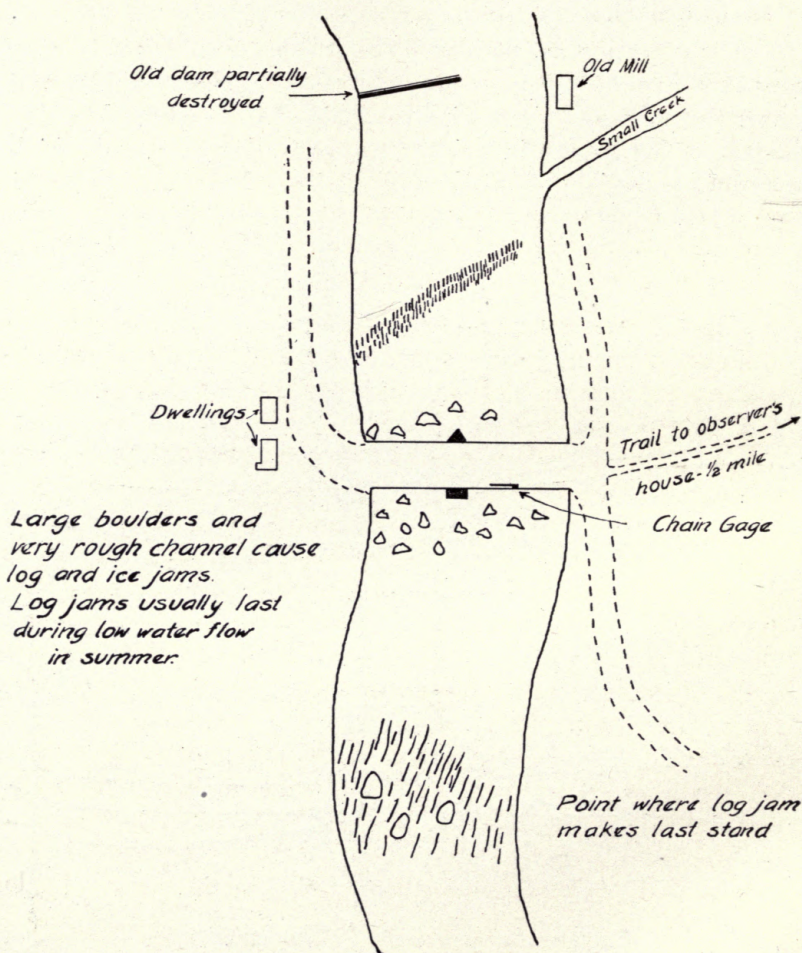 Old dam partially
destroyed
Old Mill
Small Creek
Dwellings
Trail to observer's
house-½ mile
Chain Gage
Large boulders and
very rough channel cause
log and ice jams.
Log jams usually last
during low water flow
in summer.
Point where log jam
makes last stand